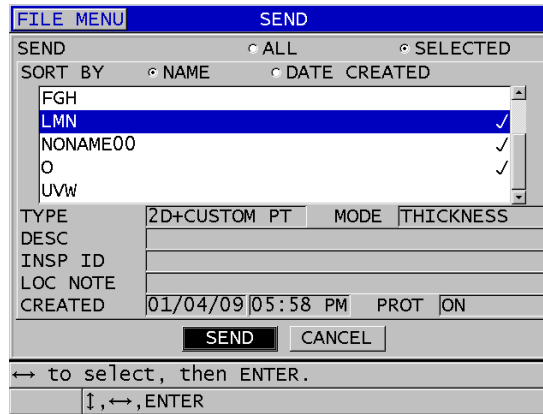 FILE MENU SEND
SEND ALL SELECTED
SORT BY NAME DATE CREATED
FGH
LMN ✓
NONAME00 ✓
O ✓
UVW
TYPE 2D+CUSTOM PT MODE THICKNESS
DESC
INSP ID
LOC NOTE
CREATED 01/04/09 05:58 PM PROT ON
SEND CANCEL
↔ to select, then ENTER.
↕,↔,ENTER